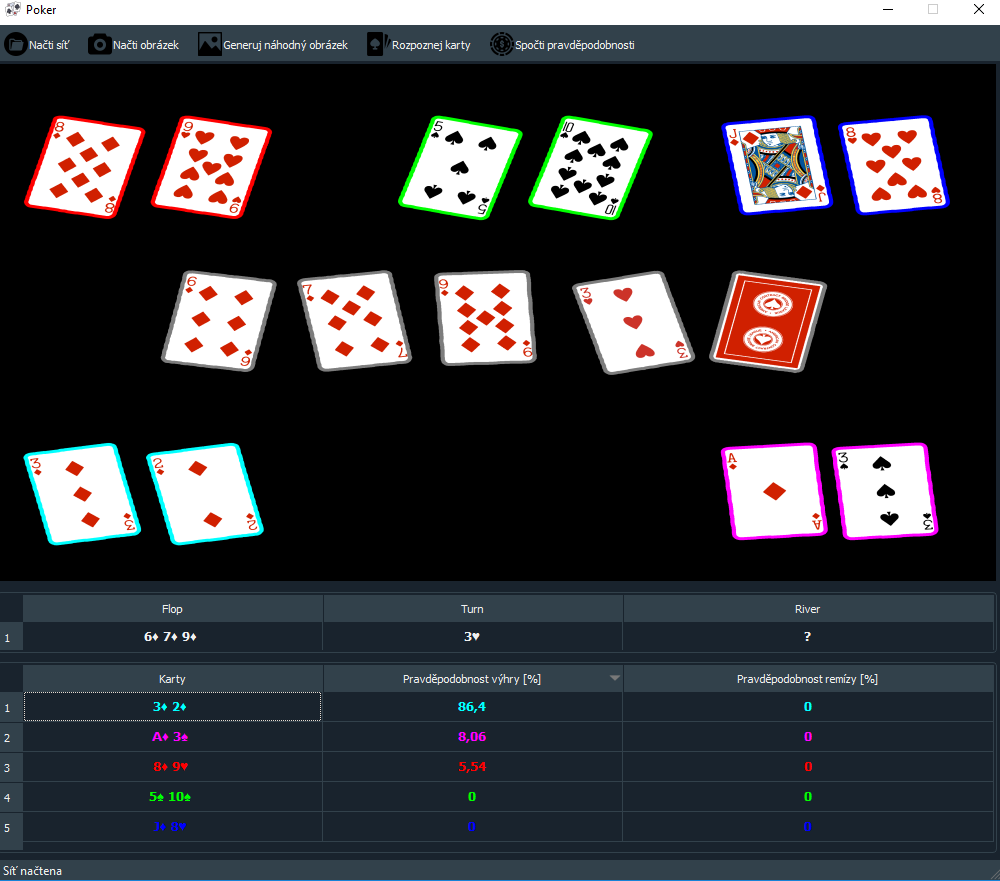 Poker
Načti síť Načti obrázek Generuj náhodný obrázek Rozpoznej karty Spočti pravděpodobnosti
8 9 5 10 J 8
8 9 5 10 J 8
6 7 9 3
6 7 9 3
3 2 A 3
3 2 A 3
Flop Turn River
1 6♦ 7♦ 9♦ 3♥ ?
Karty Pravděpodobnost výhry [%] Pravděpodobnost remízy [%]
1 3♦ 2♦ 86,4 0
2 A♦ 3♠ 8,06 0
3 8♦ 9♥ 5,54 0
4 5♠ 10♠ 0 0
5 J♦ 8♥ 0 0
Síť načtena